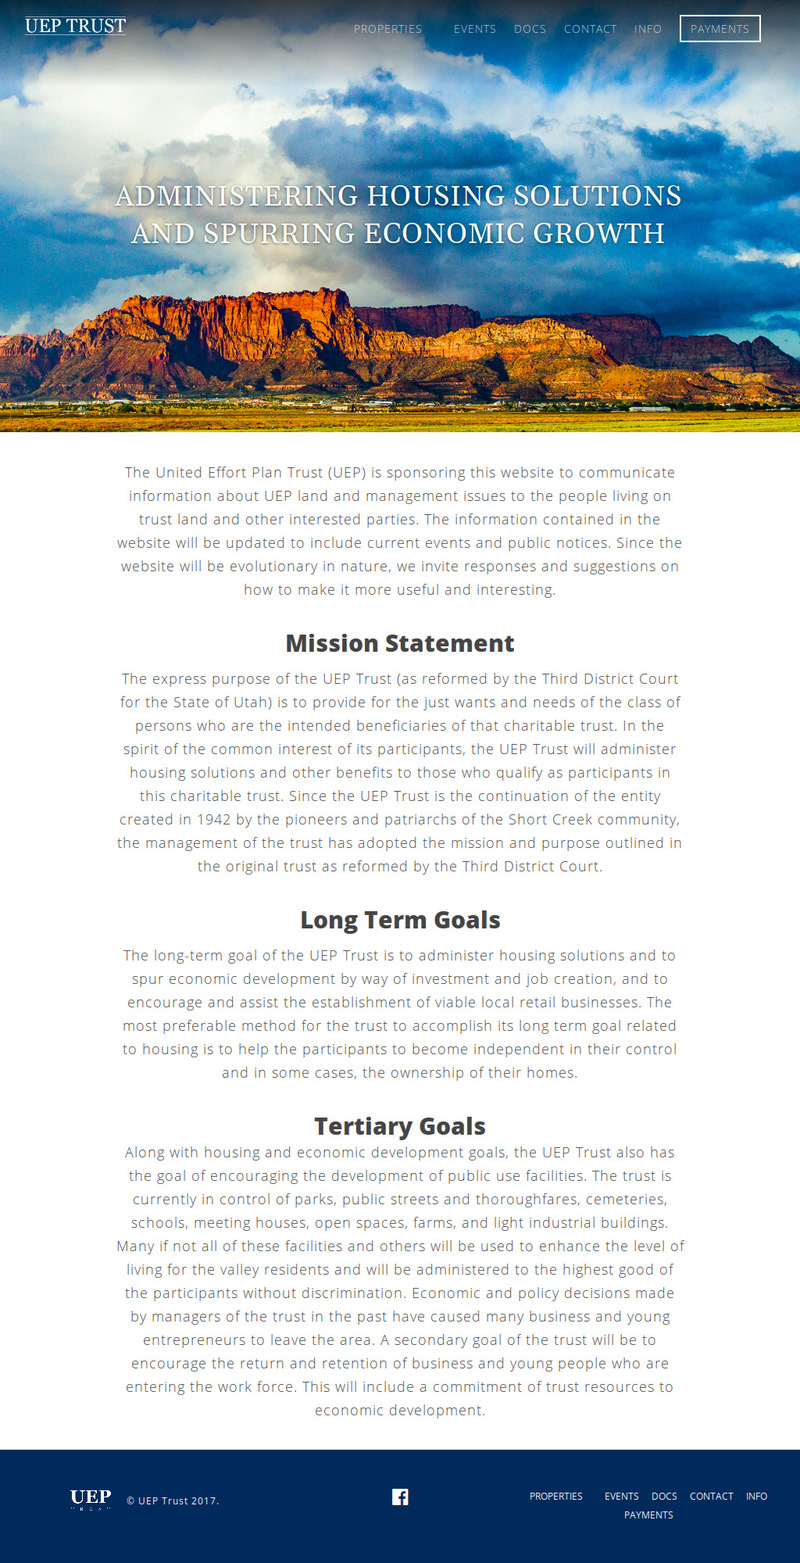 UEP TRUST
PROPERTIES EVENTS DOCS CONTACT INFO PAYMENTS
ADMINISTERING HOUSING SOLUTIONS
AND SPURRING ECONOMIC GROWTH
The United Effort Plan Trust (UEP) is sponsoring this website to communicate
information about UEP land and management issues to the people living on
trust land and other interested parties. The information contained in the
website will be updated to include current events and public notices. Since the
website will be evolutionary in nature, we invite responses and suggestions on
how to make it more useful and interesting.
Mission Statement
The express purpose of the UEP Trust (as reformed by the Third District Court
for the State of Utah) is to provide for the just wants and needs of the class of
persons who are the intended beneficiaries of that charitable trust. In the
spirit of the common interest of its participants, the UEP Trust will administer
housing solutions and other benefits to those who qualify as participants in
this charitable trust. Since the UEP Trust is the continuation of the entity
created in 1942 by the pioneers and patriarchs of the Short Creek community,
the management of the trust has adopted the mission and purpose outlined in
the original trust as reformed by the Third District Court.
Long Term Goals
The long-term goal of the UEP Trust is to administer housing solutions and to
spur economic development by way of investment and job creation, and to
encourage and assist the establishment of viable local retail businesses. The
most preferable method for the trust to accomplish its long term goal related
to housing is to help the participants to become independent in their control
and in some cases, the ownership of their homes.
Tertiary Goals
Along with housing and economic development goals, the UEP Trust also has
the goal of encouraging the development of public use facilities. The trust is
currently in control of parks, public streets and thoroughfares, cemeteries,
schools, meeting houses, open spaces, farms, and light industrial buildings.
Many if not all of these facilities and others will be used to enhance the level of
living for the valley residents and will be administered to the highest good of
the participants without discrimination. Economic and policy decisions made
by managers of the trust in the past have caused many business and young
entrepreneurs to leave the area. A secondary goal of the trust will be to
encourage the return and retention of business and young people who are
entering the work force. This will include a commitment of trust resources to
economic development.
UEP
TRUST
© UEP Trust 2017.
PROPERTIES EVENTS DOCS CONTACT INFO
PAYMENTS